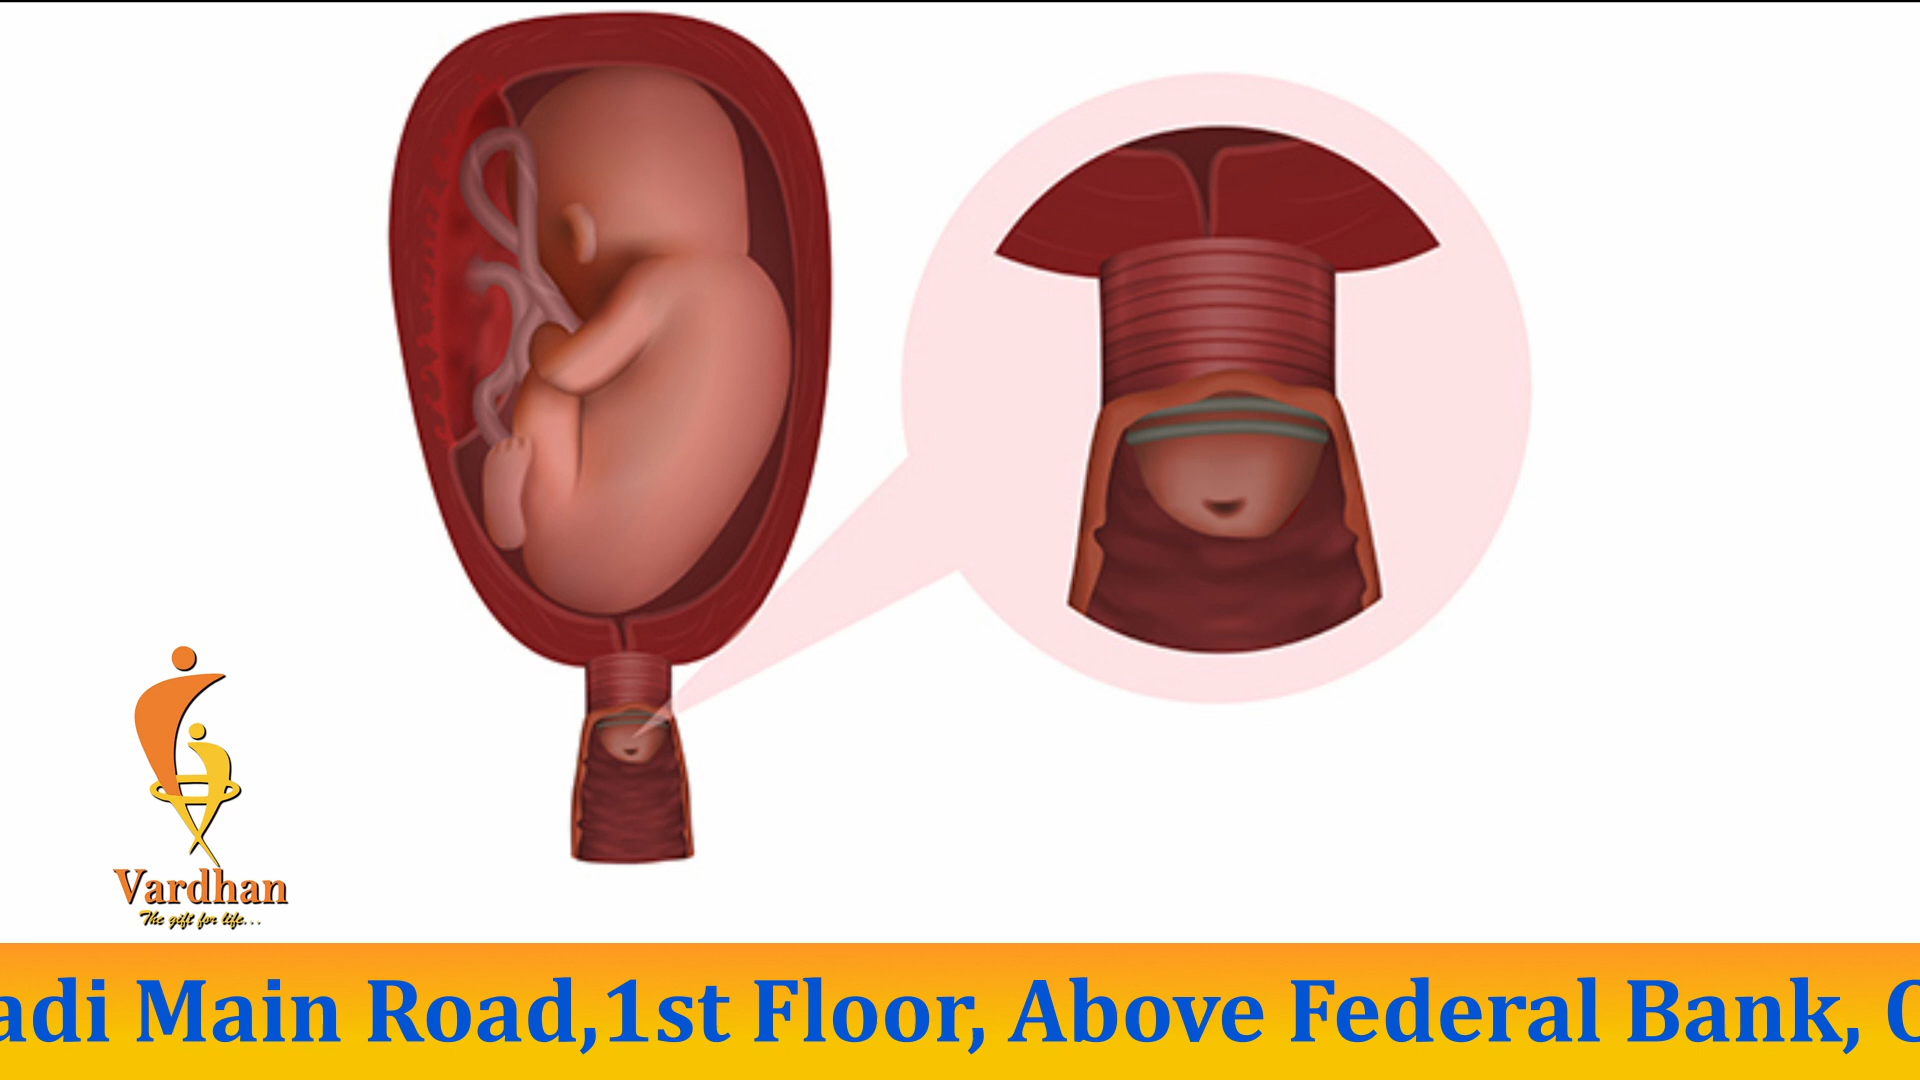 Vardhan
The gift for life...
adi Main Road,1st Floor, Above Federal Bank,